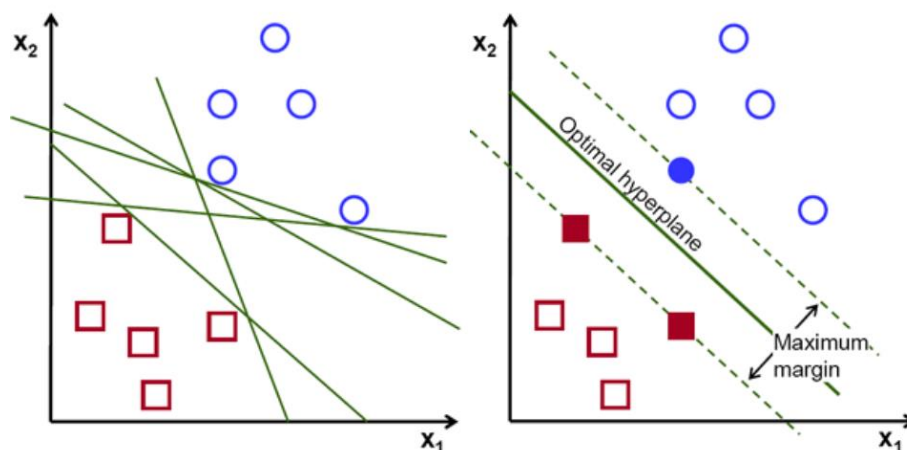 x₂
x₁
x₂
Optimal hyperplane
Maximum
margin
x₁